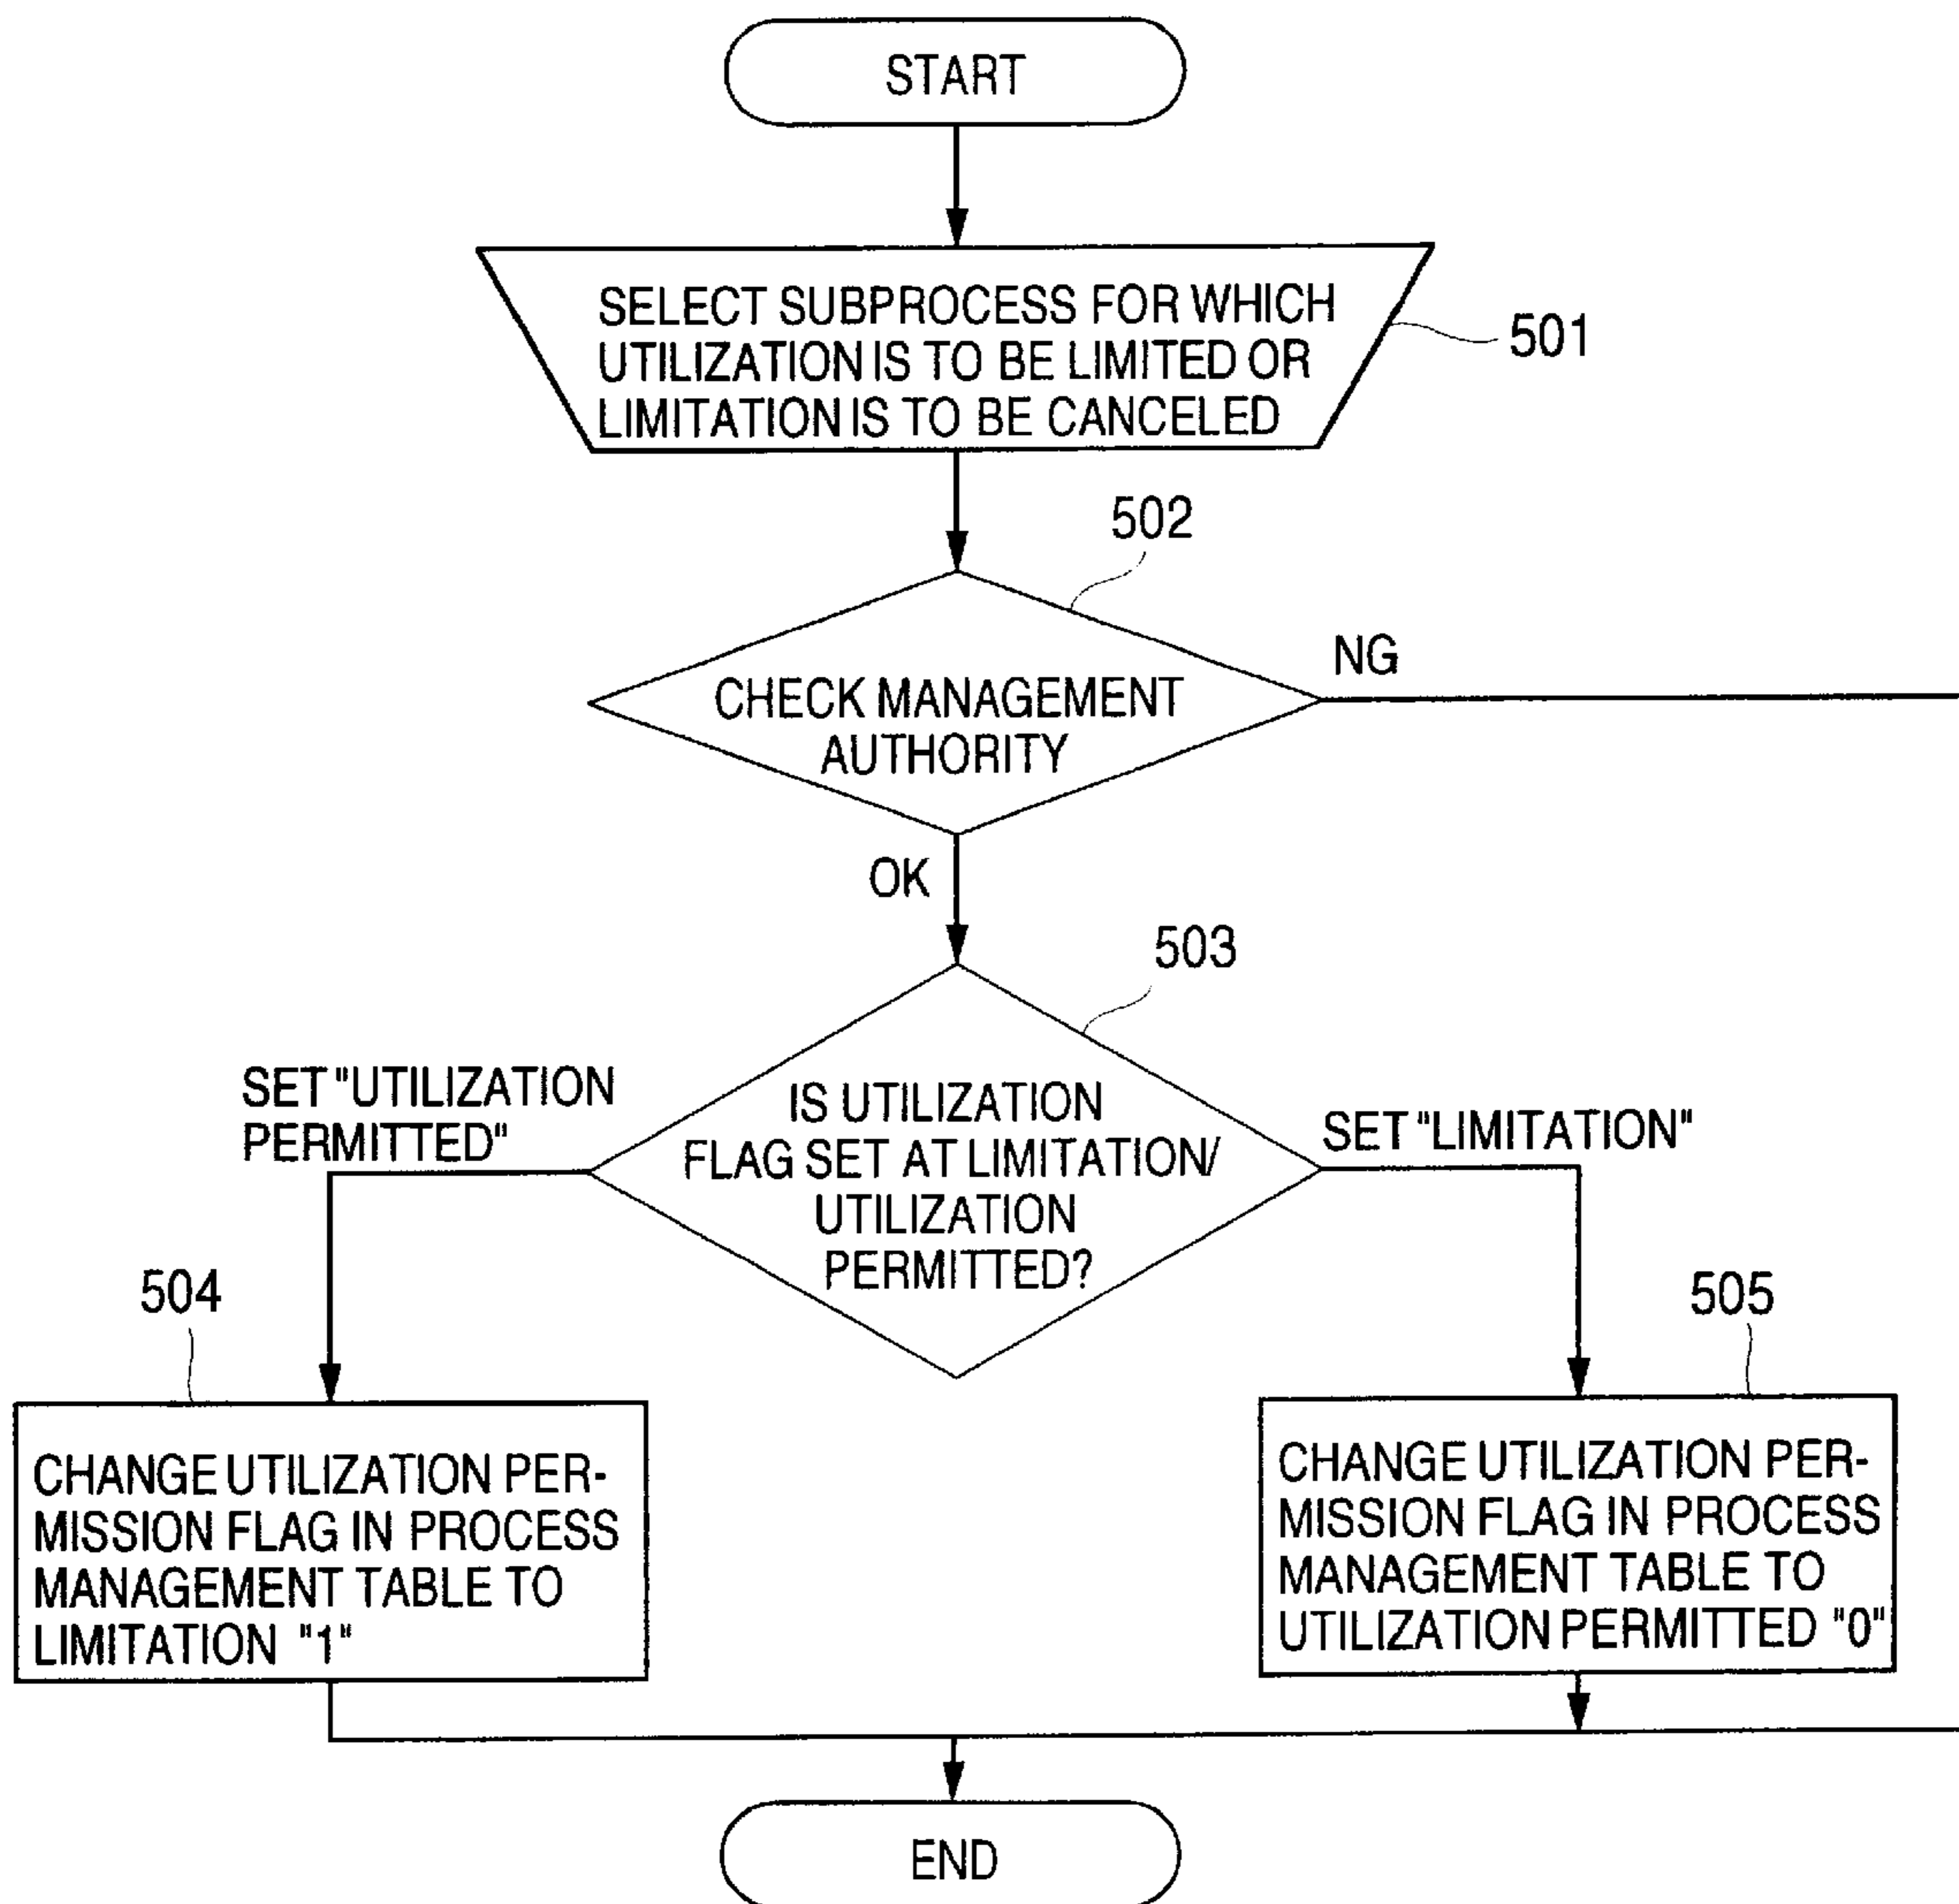 START
SELECT SUBPROCESS FOR WHICH
UTILIZATION IS TO BE LIMITED OR
LIMITATION IS TO BE CANCELED
501
502
CHECK MANAGEMENT
AUTHORITY
NG
OK
503
IS UTILIZATION
FLAG SET AT LIMITATION/
UTILIZATION
PERMITTED?
SET "UTILIZATION
PERMITTED"
SET "LIMITATION"
504
CHANGE UTILIZATION PER-
MISSION FLAG IN PROCESS
MANAGEMENT TABLE TO
LIMITATION "1"
505
CHANGE UTILIZATION PER-
MISSION FLAG IN PROCESS
MANAGEMENT TABLE TO
UTILIZATION PERMITTED "0"
END